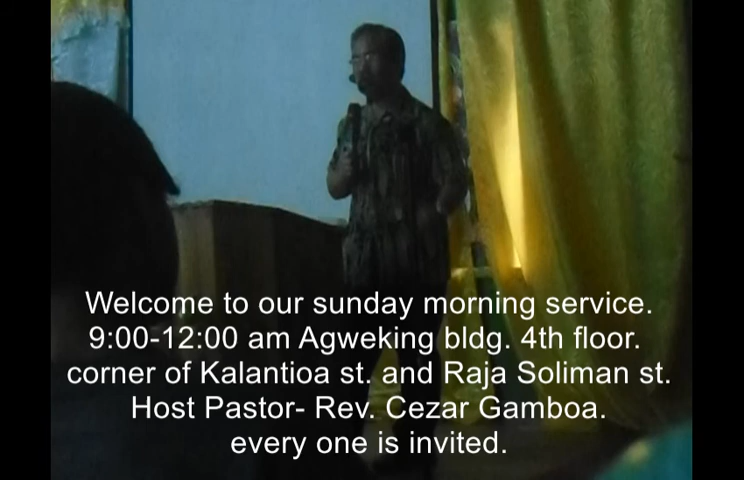 Welcome to our sunday morning service.
9:00-12:00 am Agweking bldg. 4th floor.
corner of Kalantioa st. and Raja Soliman st.
Host Pastor- Rev. Cezar Gamboa.
every one is invited.